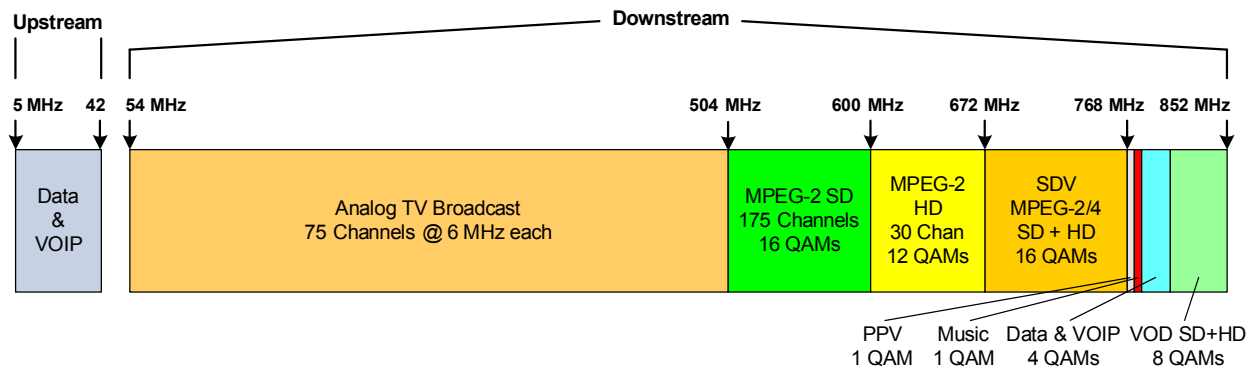 Upstream
Downstream
5 MHz
42
54 MHz
504 MHz
600 MHz
672 MHz
768 MHz
852 MHz
Data
&
VOIP
Analog TV Broadcast
75 Channels @ 6 MHz each
MPEG-2 SD
175 Channels
16 QAMs
MPEG-2
HD
30 Chan
12 QAMs
SDV
MPEG-2/4
SD + HD
16 QAMs
PPV
1 QAM
Music
1 QAM
Data & VOIP
4 QAMs
VOD SD+HD
8 QAMs